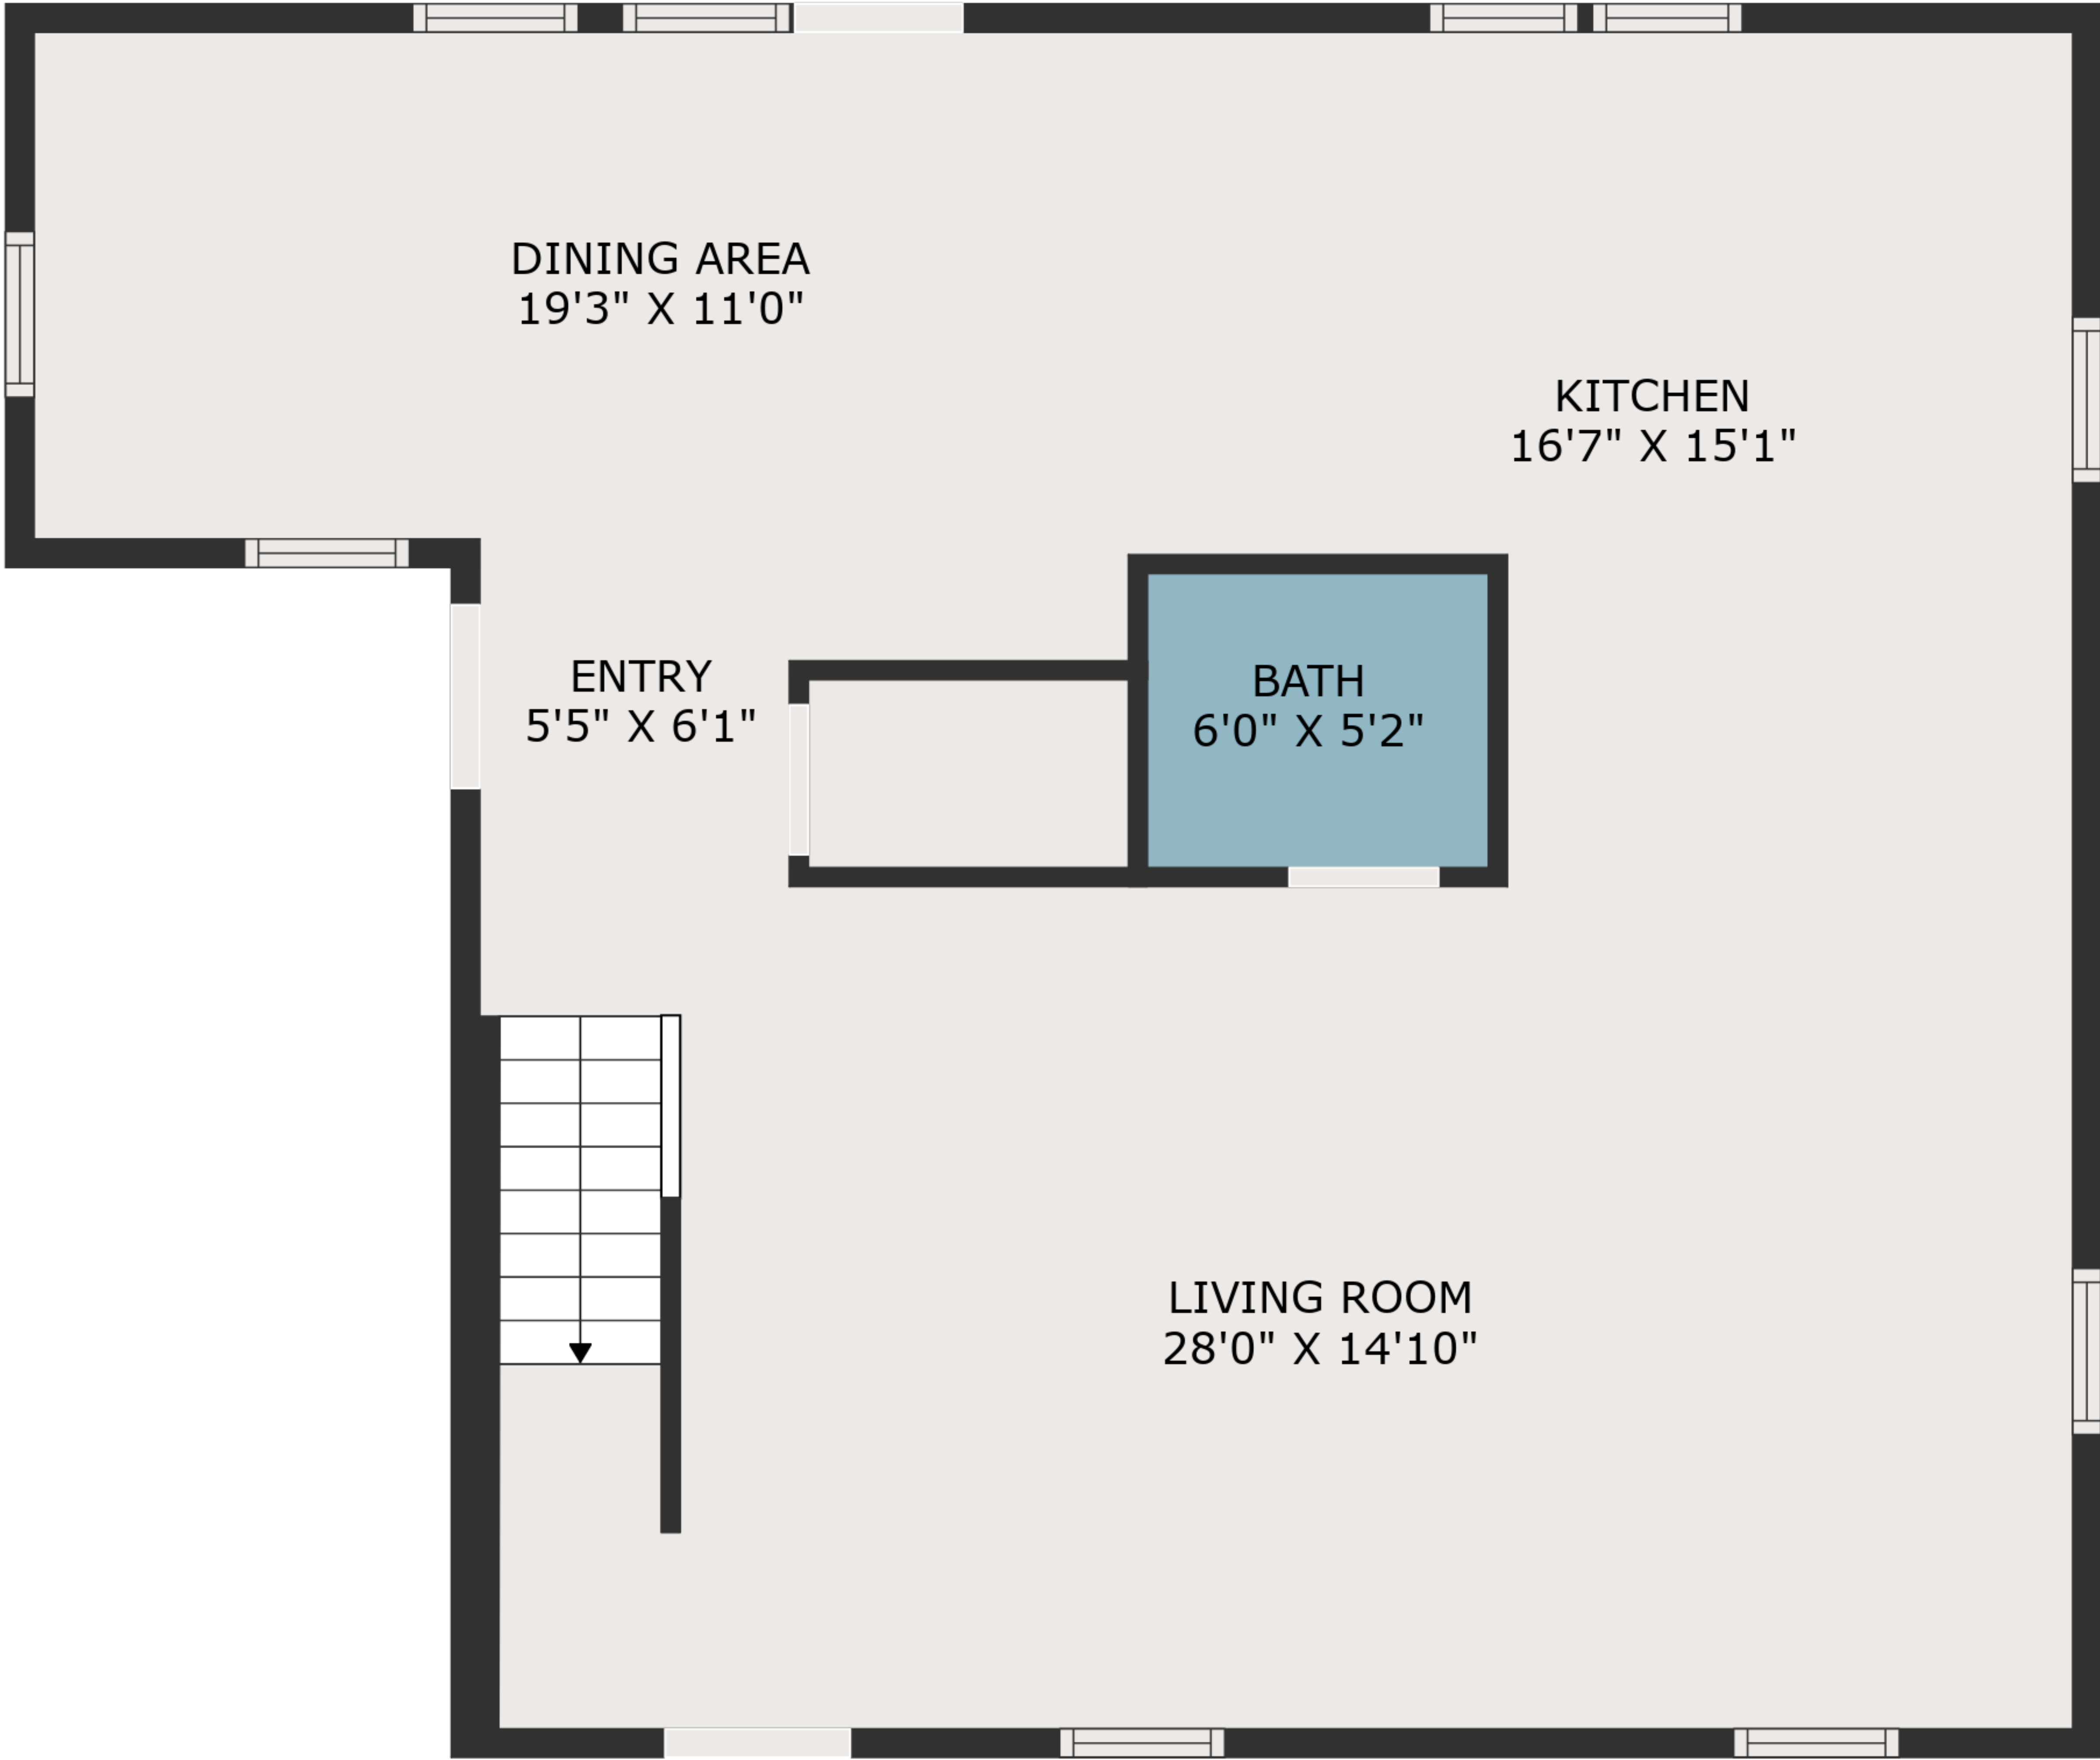 DINING AREA
19'3" X 11'0"
KITCHEN
16'7" X 15'1"
ENTRY
5'5" X 6'1"
BATH
6'0" X 5'2"
LIVING ROOM
28'0" X 14'10"